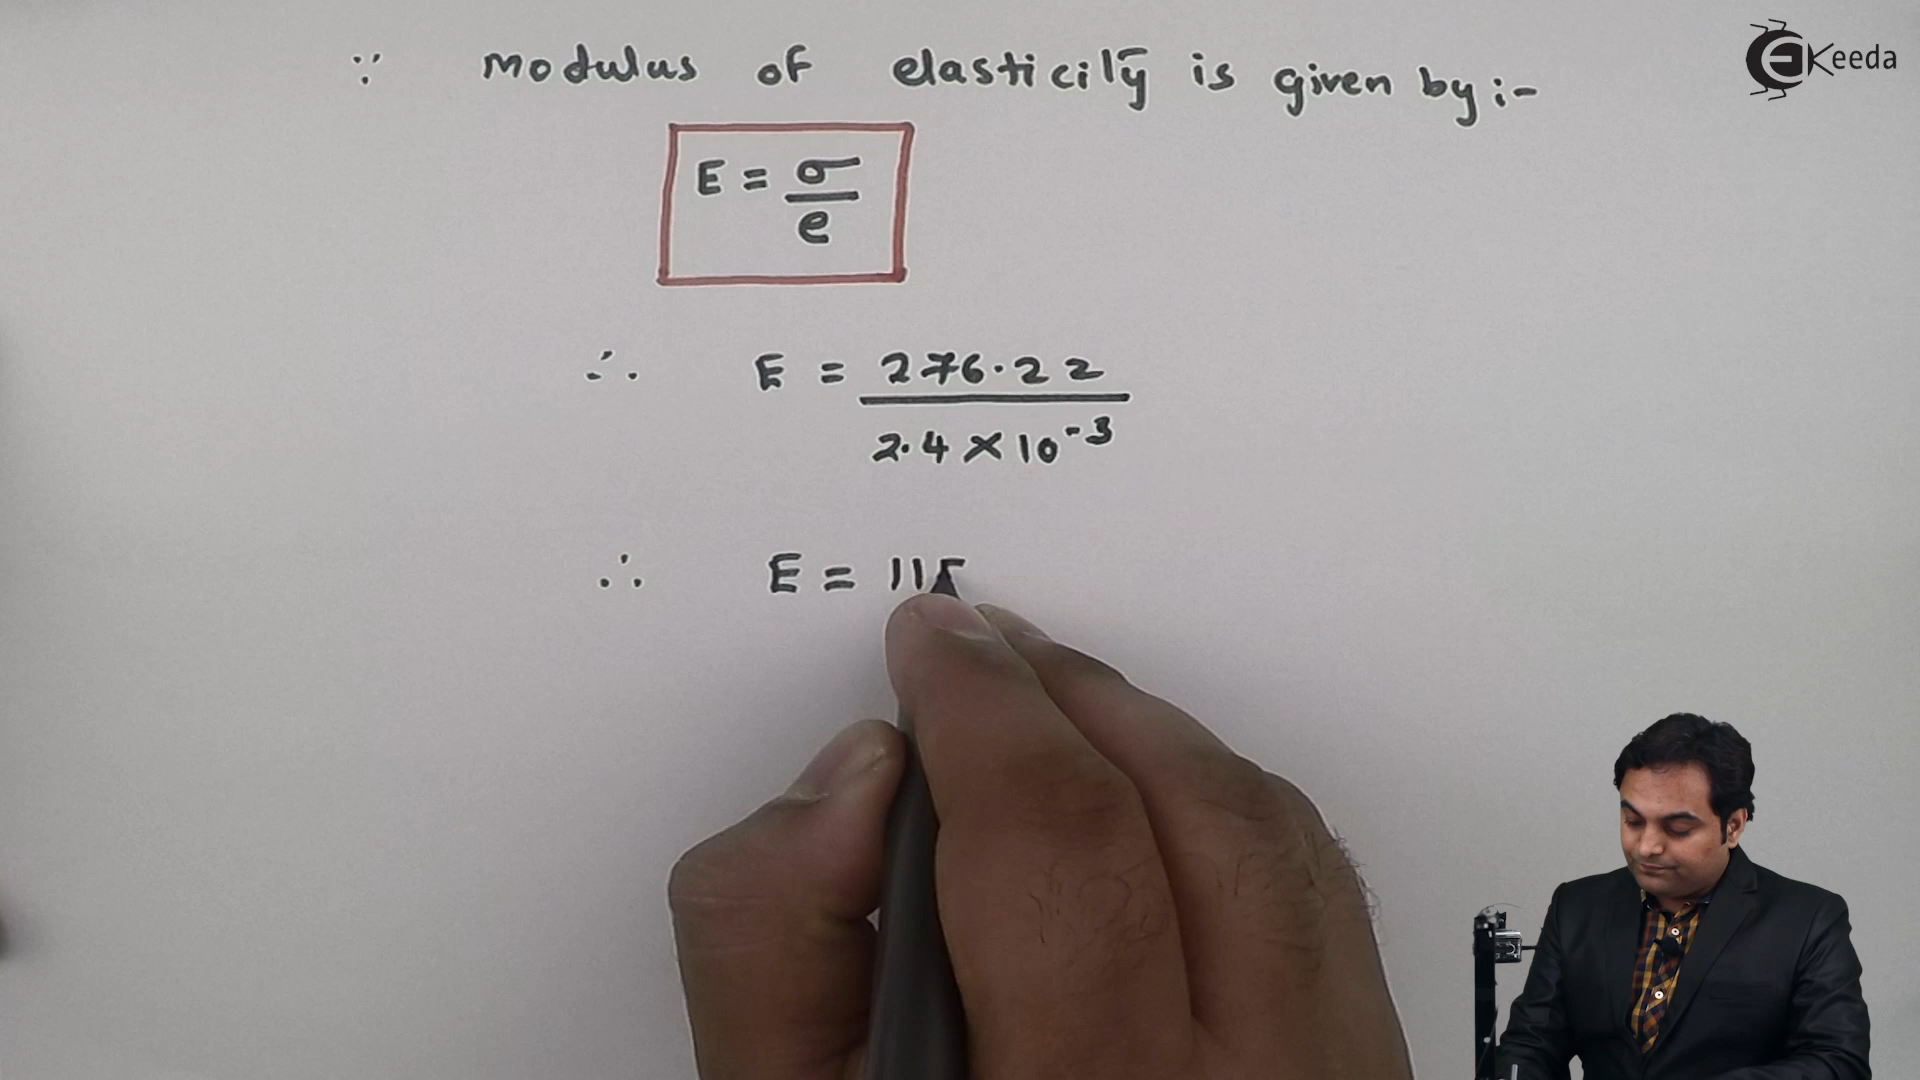 ∵ modulus of elasticity is given by :-
E = σ/e
∴ E = 276.22 / 2.4 × 10⁻³
∴ E = 115
EKeeda